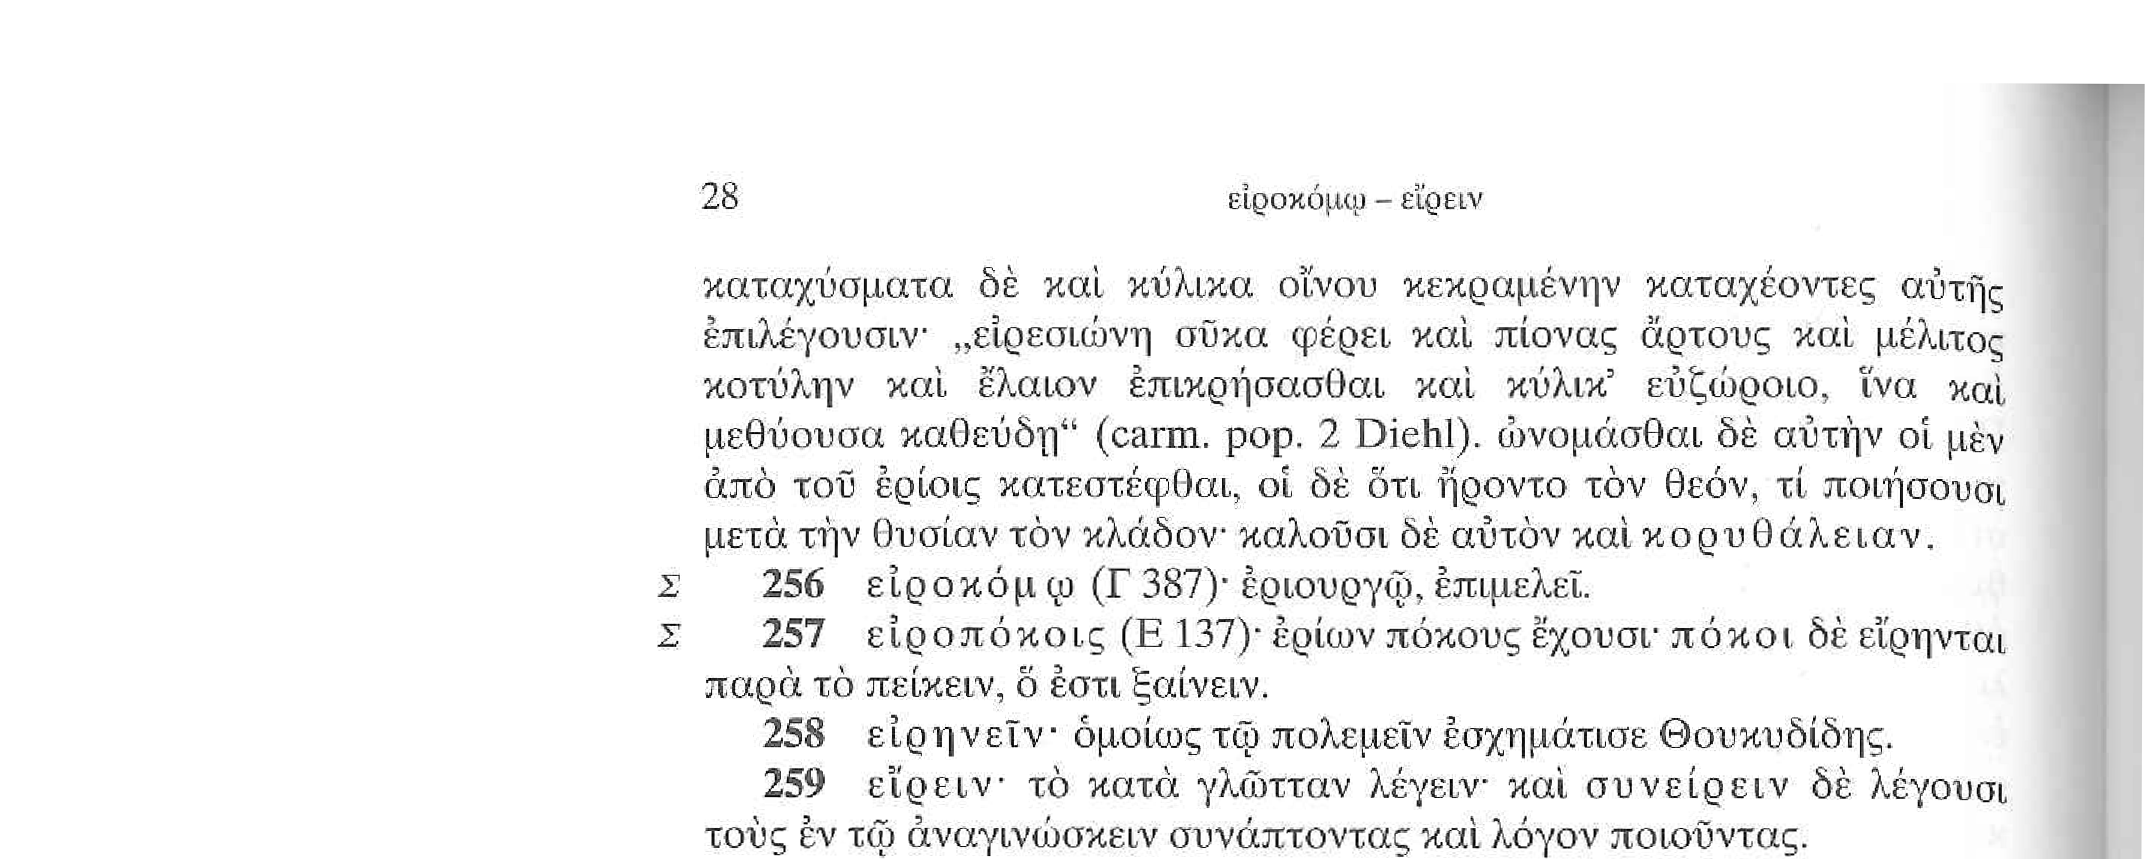 28 εἰροκόμῳ – εἴρειν
καταχύσματα δὲ καὶ κύλικα οἴνου κεκραμένην καταχέοντες αὐτῆς
ἐπιλέγουσιν· „εἰρεσιώνη σῦκα φέρει καὶ πίονας ἄρτους καὶ μέλιτος
κοτύλην καὶ ἔλαιον ἐπικρήσασθαι καὶ κύλικ’ εὐζώροιο, ἵνα καὶ
μεθύουσα καθεύδῃ“ (carm. pop. 2 Diehl). ὠνομάσθαι δὲ αὐτὴν οἱ μὲν
ἀπὸ τοῦ ἐρίοις κατεστέφθαι, οἱ δὲ ὅτι ἤροντο τὸν θεόν, τί ποιήσουσι
μετὰ τὴν θυσίαν τὸν κλάδον· καλοῦσι δὲ αὐτὸν καὶ κορυθάλειαν.
Σ 256 εἰροκόμῳ (Γ 387)· ἐριουργῷ, ἐπιμελεῖ.
Σ 257 εἰροπόκοις (Ε 137)· ἐρίων πόκους ἔχουσι· πόκοι δὲ εἴρηνται
παρὰ τὸ πείκειν, ὅ ἐστι ξαίνειν.
258 εἰρηνεῖν· ὁμοίως τῷ πολεμεῖν ἐσχημάτισε Θουκυδίδης.
259 εἴρειν· τὸ κατὰ γλῶτταν λέγειν· καὶ συνείρειν δὲ λέγουσι
τοὺς ἐν τῷ ἀναγινώσκειν συνάπτοντας καὶ λόγον ποιοῦντας.